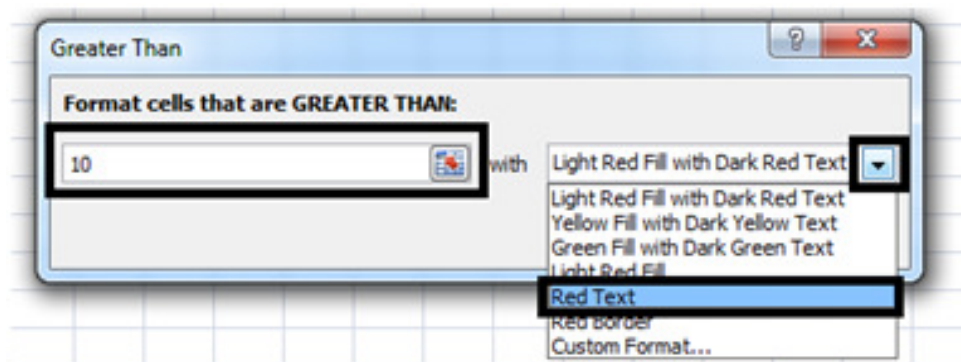 Greater Than
Format cells that are GREATER THAN:
10 with Light Red Fill with Dark Red Text
Light Red Fill with Dark Red Text
Yellow Fill with Dark Yellow Text
Green Fill with Dark Green Text
Light Red Fill
Red Text
Red Border
Custom Format...